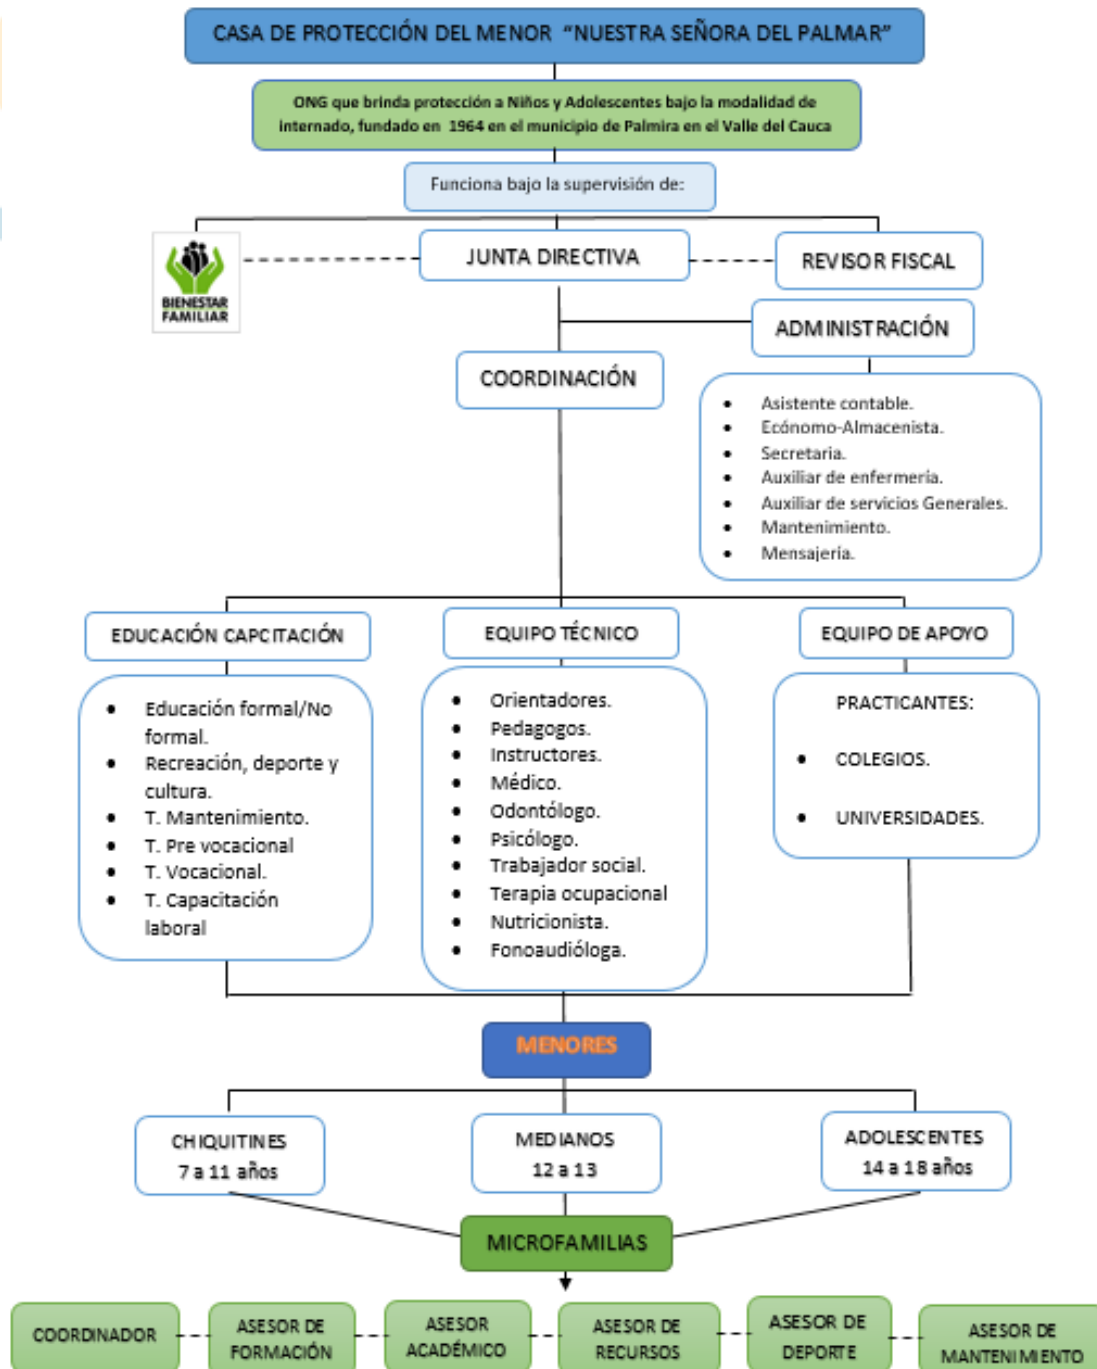 CASA DE PROTECCIÓN DEL MENOR “NUESTRA SEÑORA DEL PALMAR”
ONG que brinda protección a Niños y Adolescentes bajo la modalidad de
internado, fundado en 1964 en el municipio de Palmira en el Valle del Cauca
Funciona bajo la supervisión de:
BIENESTAR
FAMILIAR
JUNTA DIRECTIVA
REVISOR FISCAL
ADMINISTRACIÓN
COORDINACIÓN
• Asistente contable.
• Ecónomo-Almacenista.
• Secretaria.
• Auxiliar de enfermería.
• Auxiliar de servicios Generales.
• Mantenimiento.
• Mensajería.
EDUCACIÓN CAPCITACIÓN
• Educación formal/No
formal.
• Recreación, deporte y
cultura.
• T. Mantenimiento.
• T. Pre vocacional
• T. Vocacional.
• T. Capacitación
laboral
EQUIPO TÉCNICO
• Orientadores.
• Pedagogos.
• Instructores.
• Médico.
• Odontólogo.
• Psicólogo.
• Trabajador social.
• Terapia ocupacional
• Nutricionista.
• Fonoaudióloga.
EQUIPO DE APOYO
PRACTICANTES:
• COLEGIOS.
• UNIVERSIDADES.
MENORES
CHIQUITINES
7 a 11 años
MEDIANOS
12 a 13
ADOLESCENTES
14 a 18 años
MICROFAMILIAS
COORDINADOR
ASESOR DE
FORMACIÓN
ASESOR
ACADÉMICO
ASESOR DE
RECURSOS
ASESOR DE
DEPORTE
ASESOR DE
MANTENIMIENTO